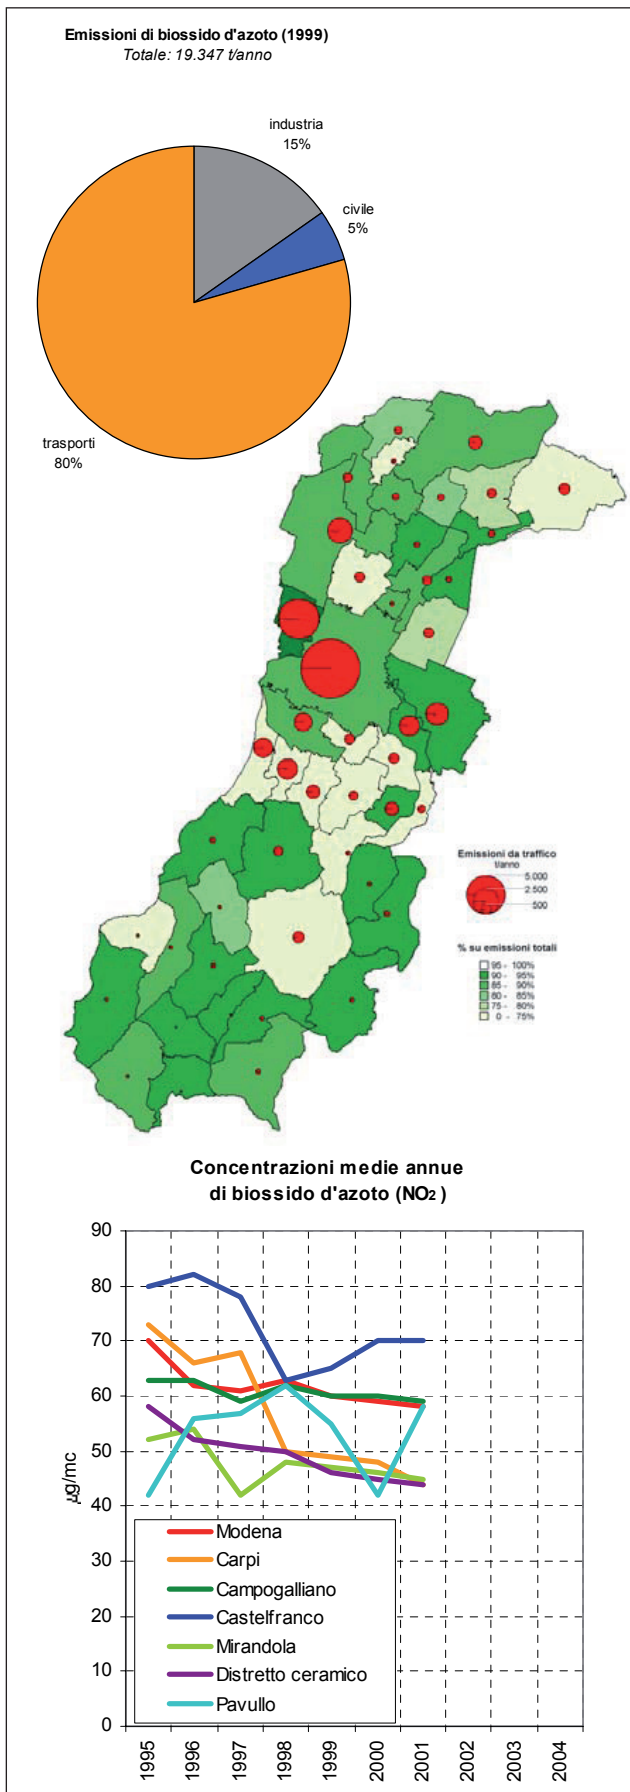 Emissioni di biossido d'azoto (1999)
Totale: 19.347 t/anno
industria
15%
civile
5%
trasporti
80%
Emissioni da traffico
t/anno
5.000
2.500
500
% su emissioni totali
95 - 100%
90 - 95%
85 - 90%
80 - 85%
75 - 80%
0 - 75%
Concentrazioni medie annue
di biossido d'azoto (NO2 )
90
80
70
60
50
40
30
20
10
0
µg/mc
Modena
Carpi
Campogalliano
Castelfranco
Mirandola
Distretto ceramico
Pavullo
1995
1996
1997
1998
1999
2000
2001
2002
2003
2004